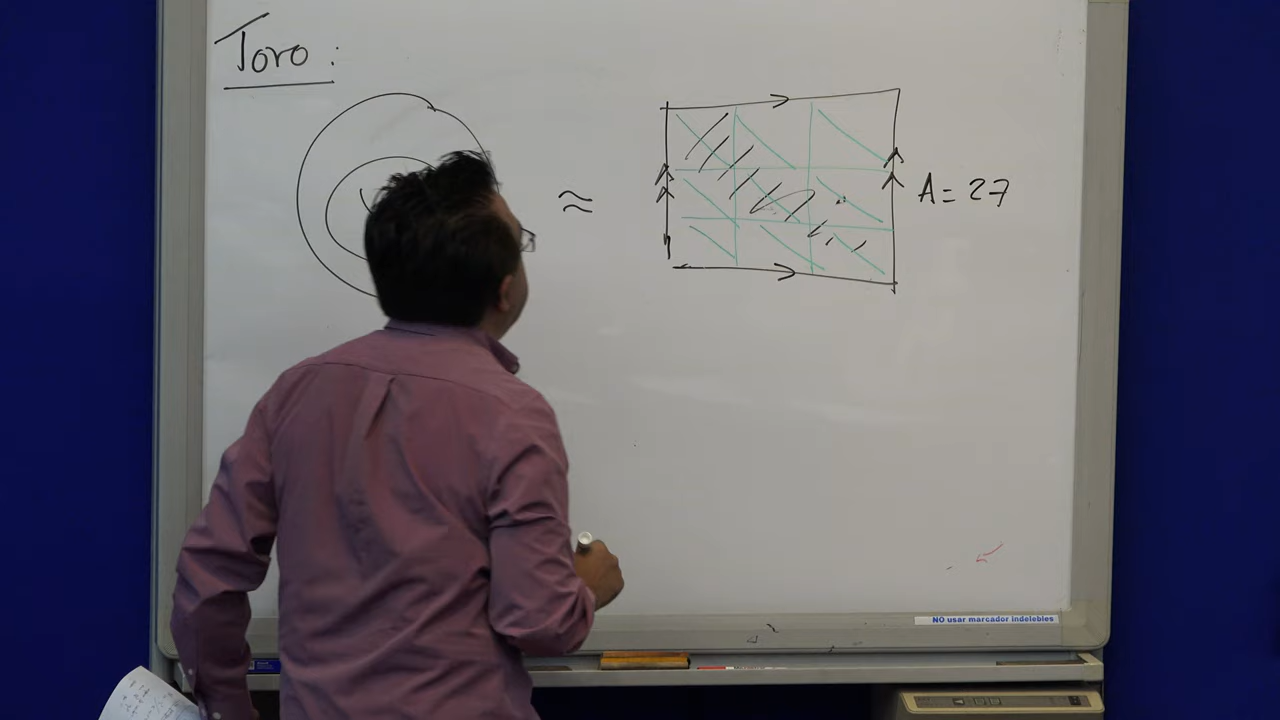 Toro:
≈
A = 27
NO usar marcador indelebles